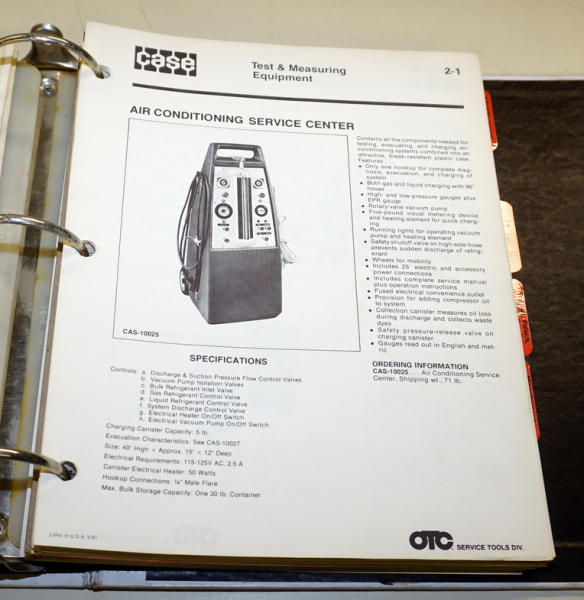 case
Test & Measuring
Equipment
2-1
AIR CONDITIONING SERVICE CENTER
Contains all the components needed for
testing, evacuating, and charging air-
conditioning systems combined into an
attractive, break-resistant plastic case.
Features . . .
• Only one hookup for complete diag-
nosis, evacuation, and charging of
system
• Both gas and liquid charging with 96"
hoses
• High- and low-pressure gauges plus
EPR gauge
• Rotary-vane vacuum pump
• Five-pound visual metering device
and heating element for quick charg-
ing
• Running lights for operating vacuum
pump and heating element
• Safety shutoff valve on high-side hose
prevents sudden discharge of refrig-
erant
• Wheels for mobility
• Includes 25' electric and accessory
power connections
• Includes complete service manual
plus operation instructions
• Fused electrical convenience outlet
• Provision for adding compressor oil
to system
• Collection canister measures oil loss
during discharge and collects waste
dyes
• Safety pressure-release valve on
charging canister
• Gauges read out in English and met-
ric
ORDERING INFORMATION
CAS-10025 . . . Air Conditioning Service
Center. Shipping wt., 71 lb.
CAS-10025
SPECIFICATIONS
Controls: a. Discharge & Suction Pressure Flow Control Valves
b. Vacuum Pump Isolation Valves
c. Bulk Refrigerant Inlet Valve
d. Gas Refrigerant Control Valve
e. Liquid Refrigerant Control Valve
f. System Discharge Control Valve
g. Electrical Heater On/Off Switch
h. Electrical Vacuum Pump On/Off Switch.
Charging Canister Capacity: 5 lb.
Evacuation Characteristics: See CAS-10027
Size: 40" High × Approx. 15" × 12" Deep
Electrical Requirements: 115-125V AC, 2.5 A
Canister Electrical Heater: 50 Watts
Hookup Connections: ¼" Male Flare
Max. Bulk Storage Capacity: One 30 lb. Container
Litho in U.S.A. 5.81
OTC SERVICE TOOLS DIV.